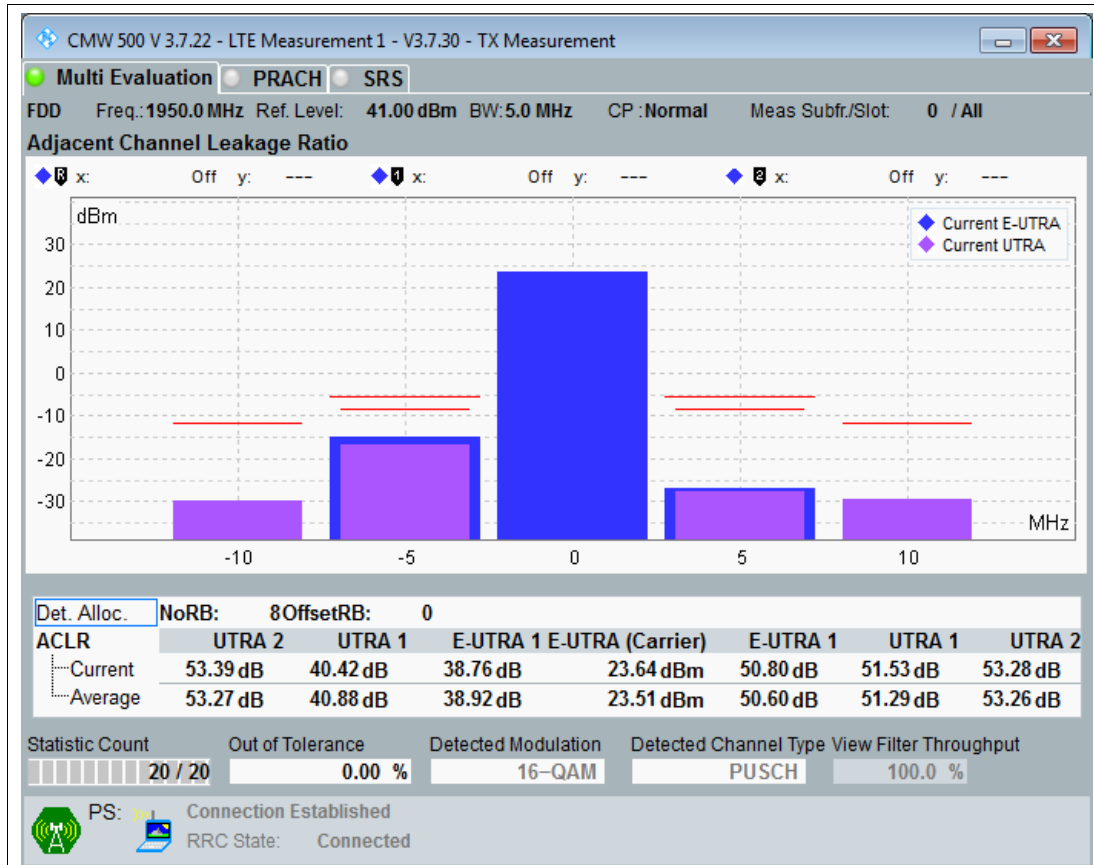 CMW 500 V 3.7.22 - LTE Measurement 1 - V3.7.30 - TX Measurement
Multi Evaluation PRACH SRS
FDD Freq.: 1950.0 MHz Ref. Level: 41.00 dBm BW: 5.0 MHz CP : Normal Meas Subfr./Slot: 0 / All
Adjacent Channel Leakage Ratio
R x: Off y: --- 1 x: Off y: --- 2 x: Off y: ---
dBm
Current E-UTRA
Current UTRA
30
20
10
0
-10
-20
-30
MHz
-10 -5 0 5 10
Det. Alloc. NoRB: 8 OffsetRB: 0
ACLR UTRA 2 UTRA 1 E-UTRA 1 E-UTRA (Carrier) E-UTRA 1 UTRA 1 UTRA 2
Current 53.39 dB 40.42 dB 38.76 dB 23.64 dBm 50.80 dB 51.53 dB 53.28 dB
Average 53.27 dB 40.88 dB 38.92 dB 23.51 dBm 50.60 dB 51.29 dB 53.26 dB
Statistic Count Out of Tolerance Detected Modulation Detected Channel Type View Filter Throughput
20 / 20 0.00 % 16-QAM PUSCH 100.0 %
PS: Connection Established
RRC State: Connected